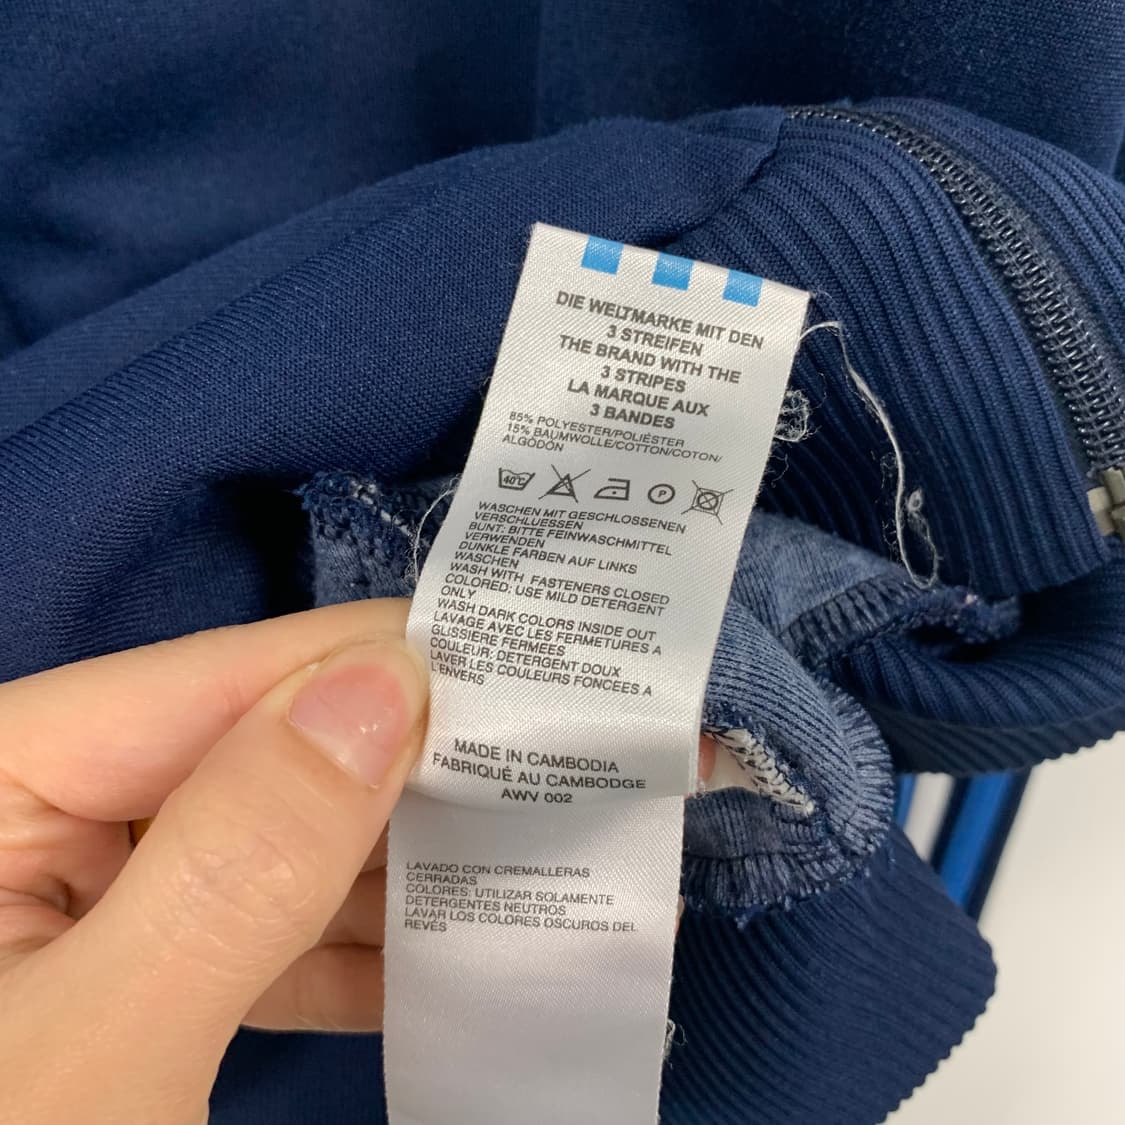 DIE WELTMARKE MIT DEN
3 STREIFEN
THE BRAND WITH THE
3 STRIPES
LA MARQUE AUX
3 BANDES
85% POLYESTER/POLIÉSTER
15% BAUMWOLLE/COTTON/COTON/
ALGODÓN
40°C P
WASCHEN MIT GESCHLOSSENEN
VERSCHLUESSEN
BUNT: BITTE FEINWASCHMITTEL
VERWENDEN
DUNKLE FARBEN AUF LINKS
WASCHEN
WASH WITH FASTENERS CLOSED
COLORED: USE MILD DETERGENT
ONLY
WASH DARK COLORS INSIDE OUT
LAVAGE AVEC LES FERMETURES A
GLISSIERE FERMEES
COULEUR: DETERGENT DOUX
LAVER LES COULEURS FONCEES A
L'ENVERS
MADE IN CAMBODIA
FABRIQUÉ AU CAMBODGE
AWV 002
LAVADO CON CREMALLERAS
CERRADAS
COLORES: UTILIZAR SOLAMENTE
DETERGENTES NEUTROS
LAVAR LOS COLORES OSCUROS DEL
REVÉS